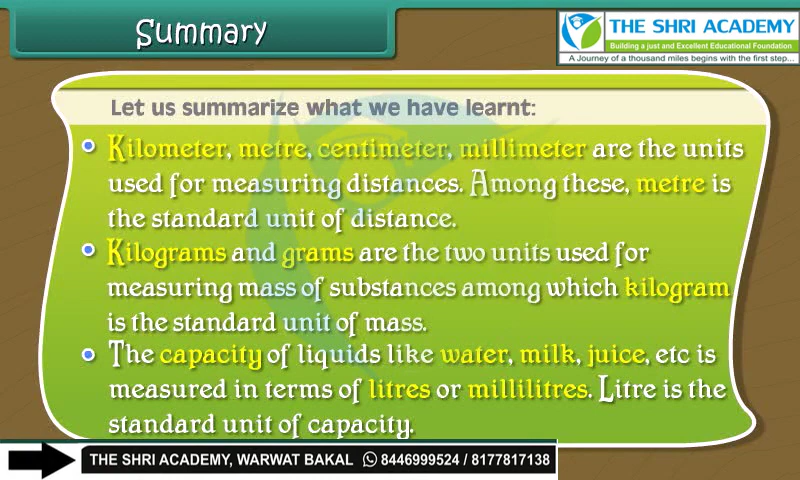 Summary
THE SHRI ACADEMY
Building a just and Excellent Educational Foundation
A Journey of a thousand miles begins with the first step...
Let us summarize what we have learnt:
Kilometer, metre, centimeter, millimeter are the units
used for measuring distances. Among these, metre is
the standard unit of distance.
Kilograms and grams are the two units used for
measuring mass of substances among which kilogram
is the standard unit of mass.
The capacity of liquids like water, milk, juice, etc is
measured in terms of litres or millilitres. Litre is the
standard unit of capacity.
THE SHRI ACADEMY, WARWAT BAKAL 8446999524 / 8177817138